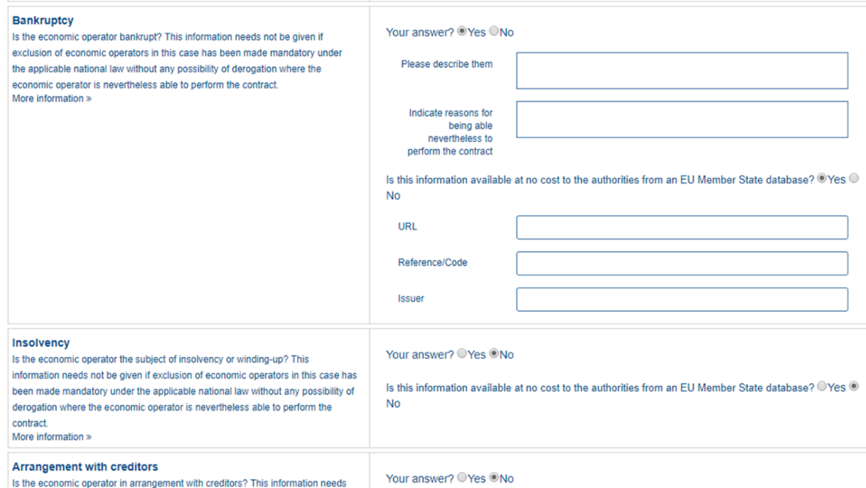 Bankruptcy
Is the economic operator bankrupt? This information needs not be given if
exclusion of economic operators in this case has been made mandatory under
the applicable national law without any possibility of derogation where the
economic operator is nevertheless able to perform the contract.
More information »
Your answer? Yes No
Please describe them
Indicate reasons for
being able
nevertheless to
perform the contract
Is this information available at no cost to the authorities from an EU Member State database? Yes
No
URL
Reference/Code
Issuer
Insolvency
Is the economic operator the subject of insolvency or winding-up? This
information needs not be given if exclusion of economic operators in this case has
been made mandatory under the applicable national law without any possibility of
derogation where the economic operator is nevertheless able to perform the
contract.
More information »
Your answer? Yes No
Is this information available at no cost to the authorities from an EU Member State database? Yes
No
Arrangement with creditors
Is the economic operator in arrangement with creditors? This information needs
Your answer? Yes No